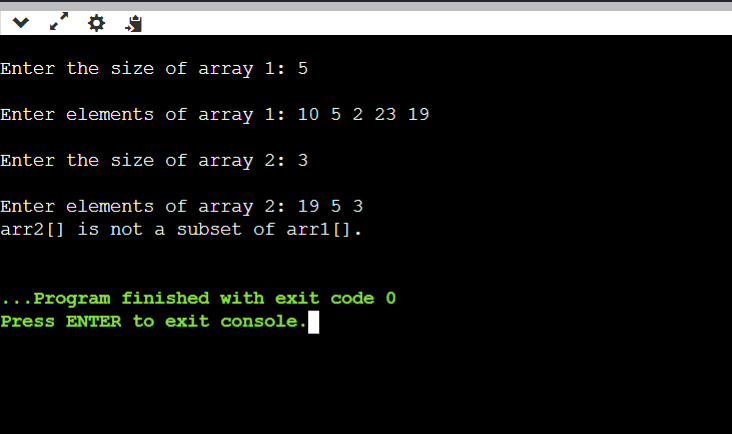 Enter the size of array 1: 5
Enter elements of array 1: 10 5 2 23 19
Enter the size of array 2: 3
Enter elements of array 2: 19 5 3
arr2[] is not a subset of arr1[].
...Program finished with exit code 0
Press ENTER to exit console.